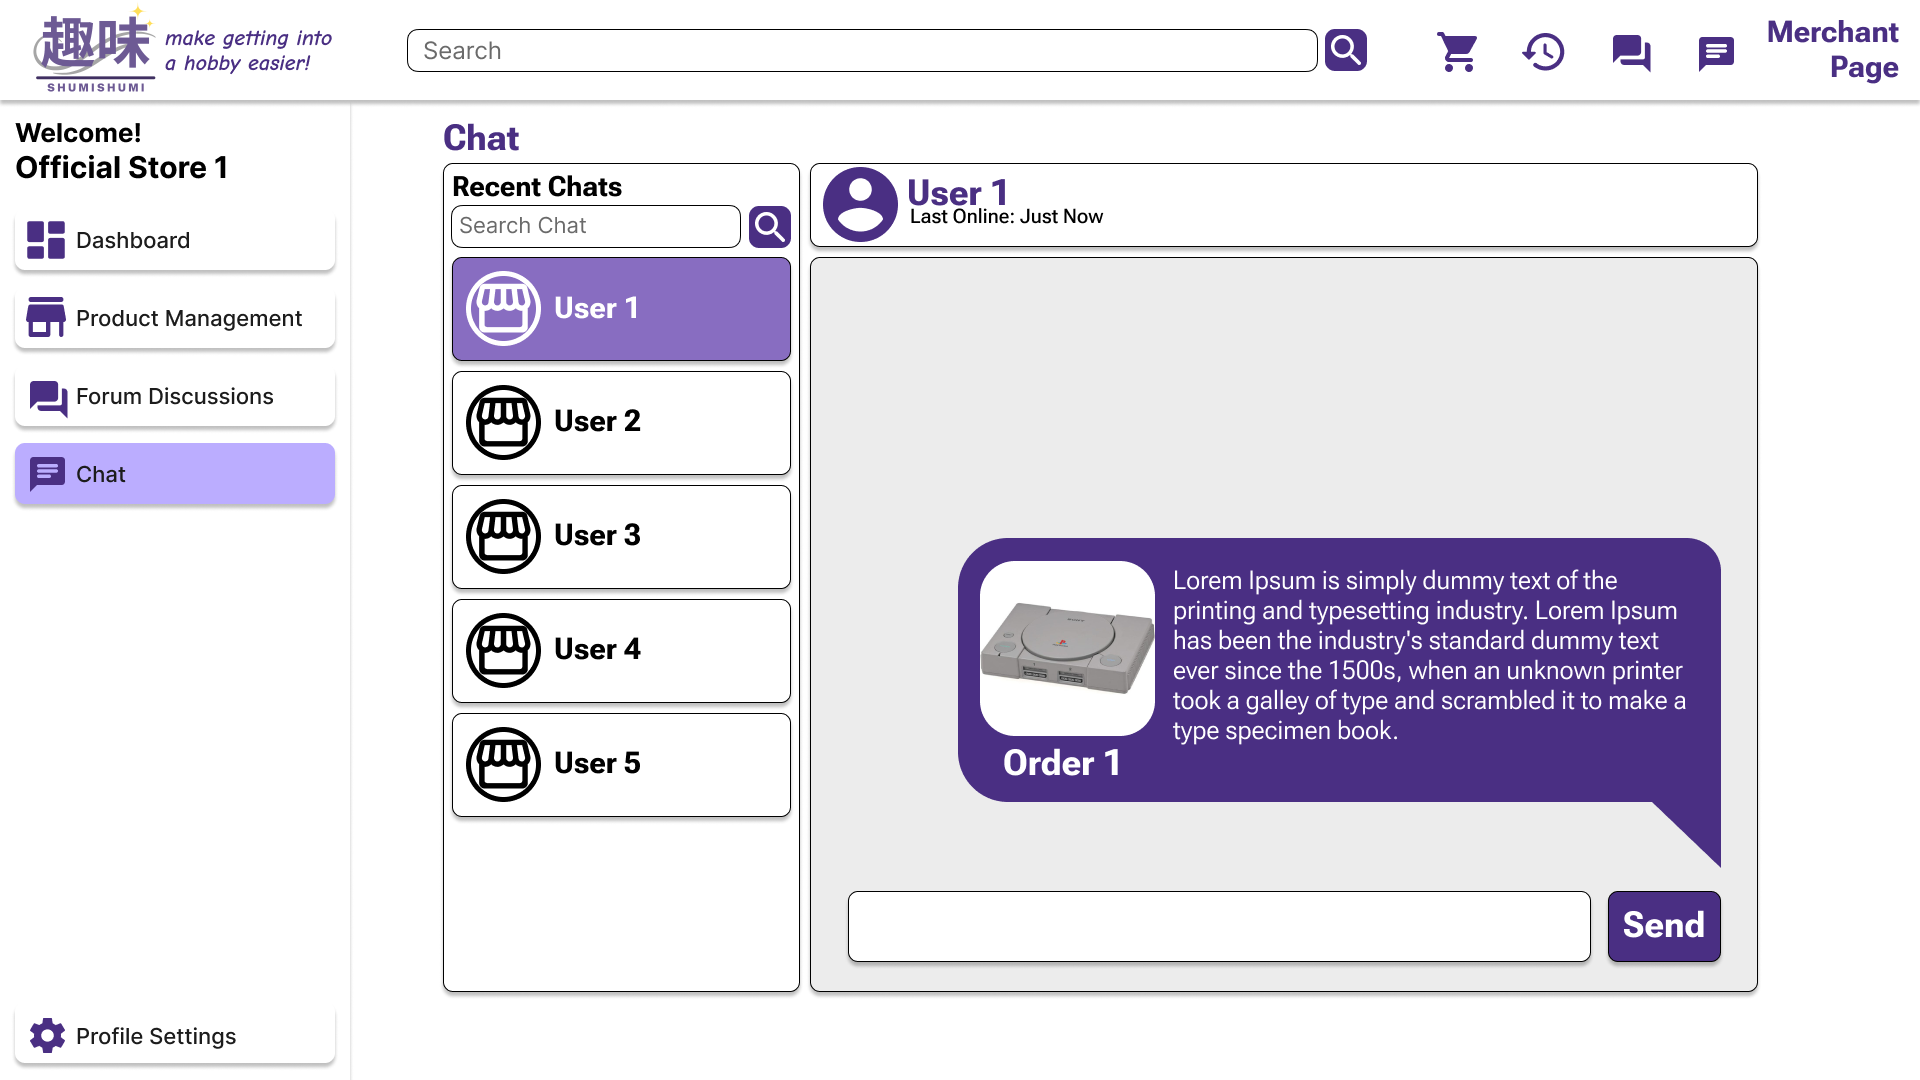 趣味
SHUMISHUMI
make getting into
a hobby easier!
Search
Merchant
Page
Welcome!
Official Store 1
Dashboard
Product Management
Forum Discussions
Chat
Profile Settings
Chat
Recent Chats
Search Chat
User 1
User 2
User 3
User 4
User 5
User 1
Last Online: Just Now
Lorem Ipsum is simply dummy text of the
printing and typesetting industry. Lorem Ipsum
has been the industry's standard dummy text
ever since the 1500s, when an unknown printer
took a galley of type and scrambled it to make a
type specimen book.
Order 1
Send